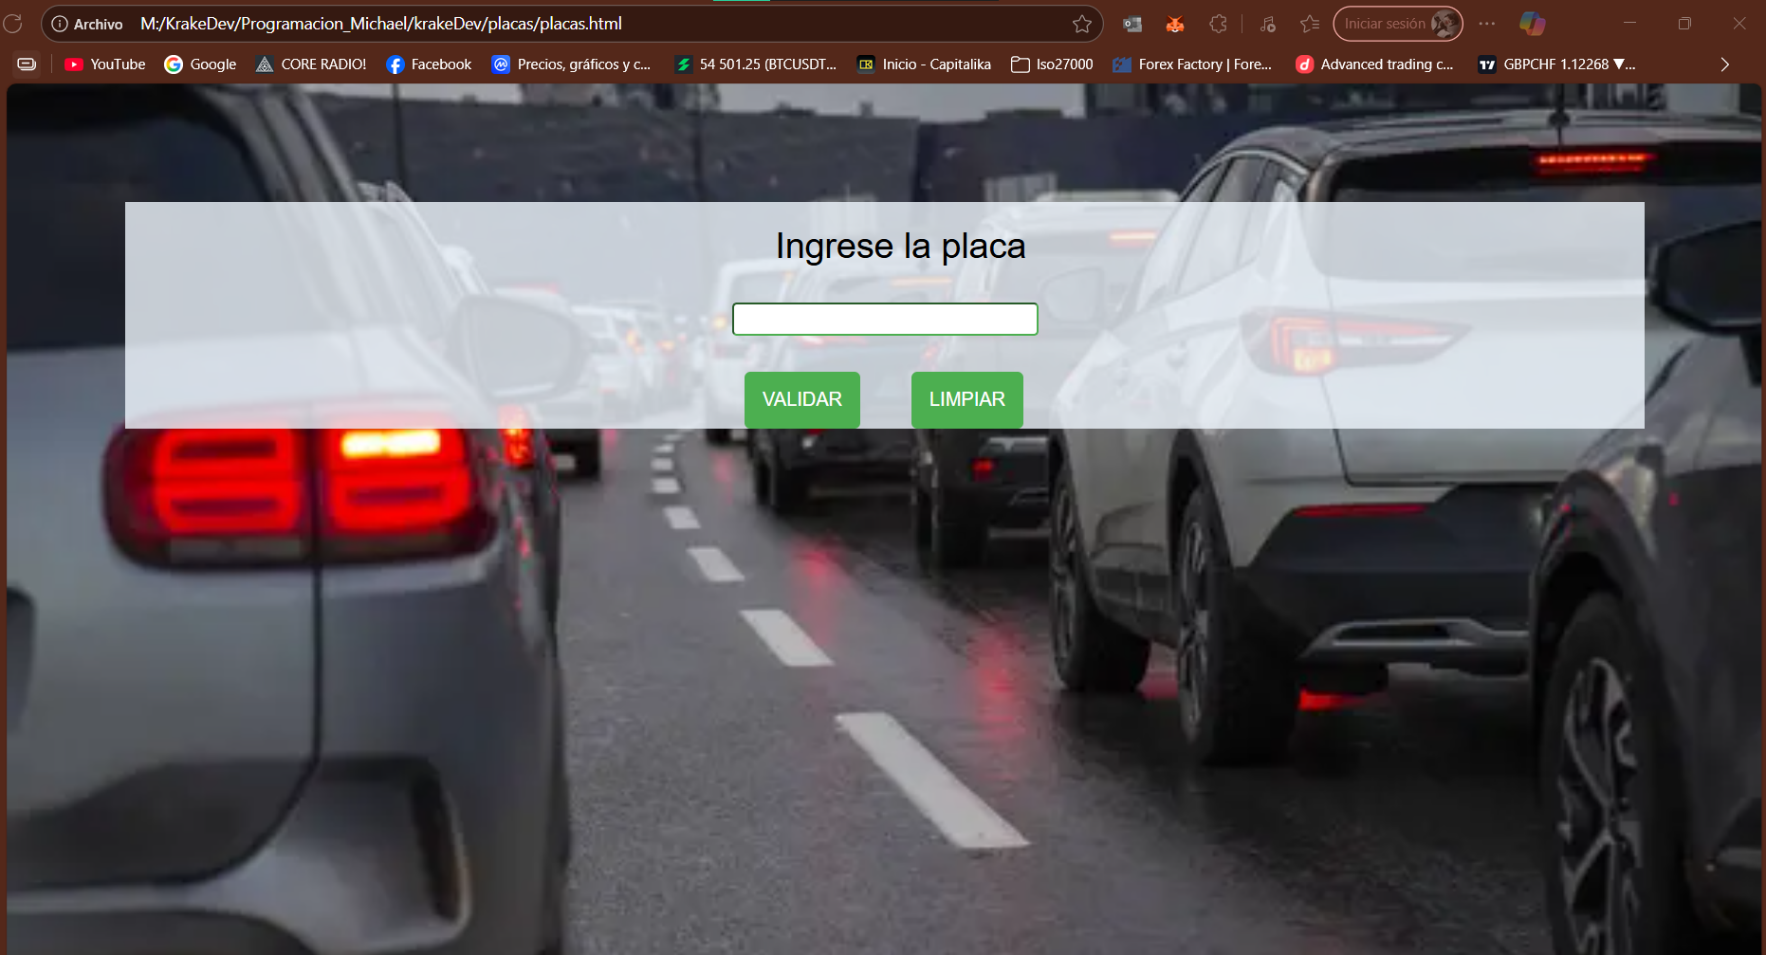 Archivo M:/KrakeDev/Programacion_Michael/krakeDev/placas/placas.html Iniciar sesión
YouTube Google CORE RADIO! Facebook Precios, gráficos y c... 54 501.25 (BTCUSDT... Inicio - Capitalika Iso27000 Forex Factory | Fore... Advanced trading c... GBPCHF 1.12268 ▼...
Ingrese la placa
VALIDAR LIMPIAR